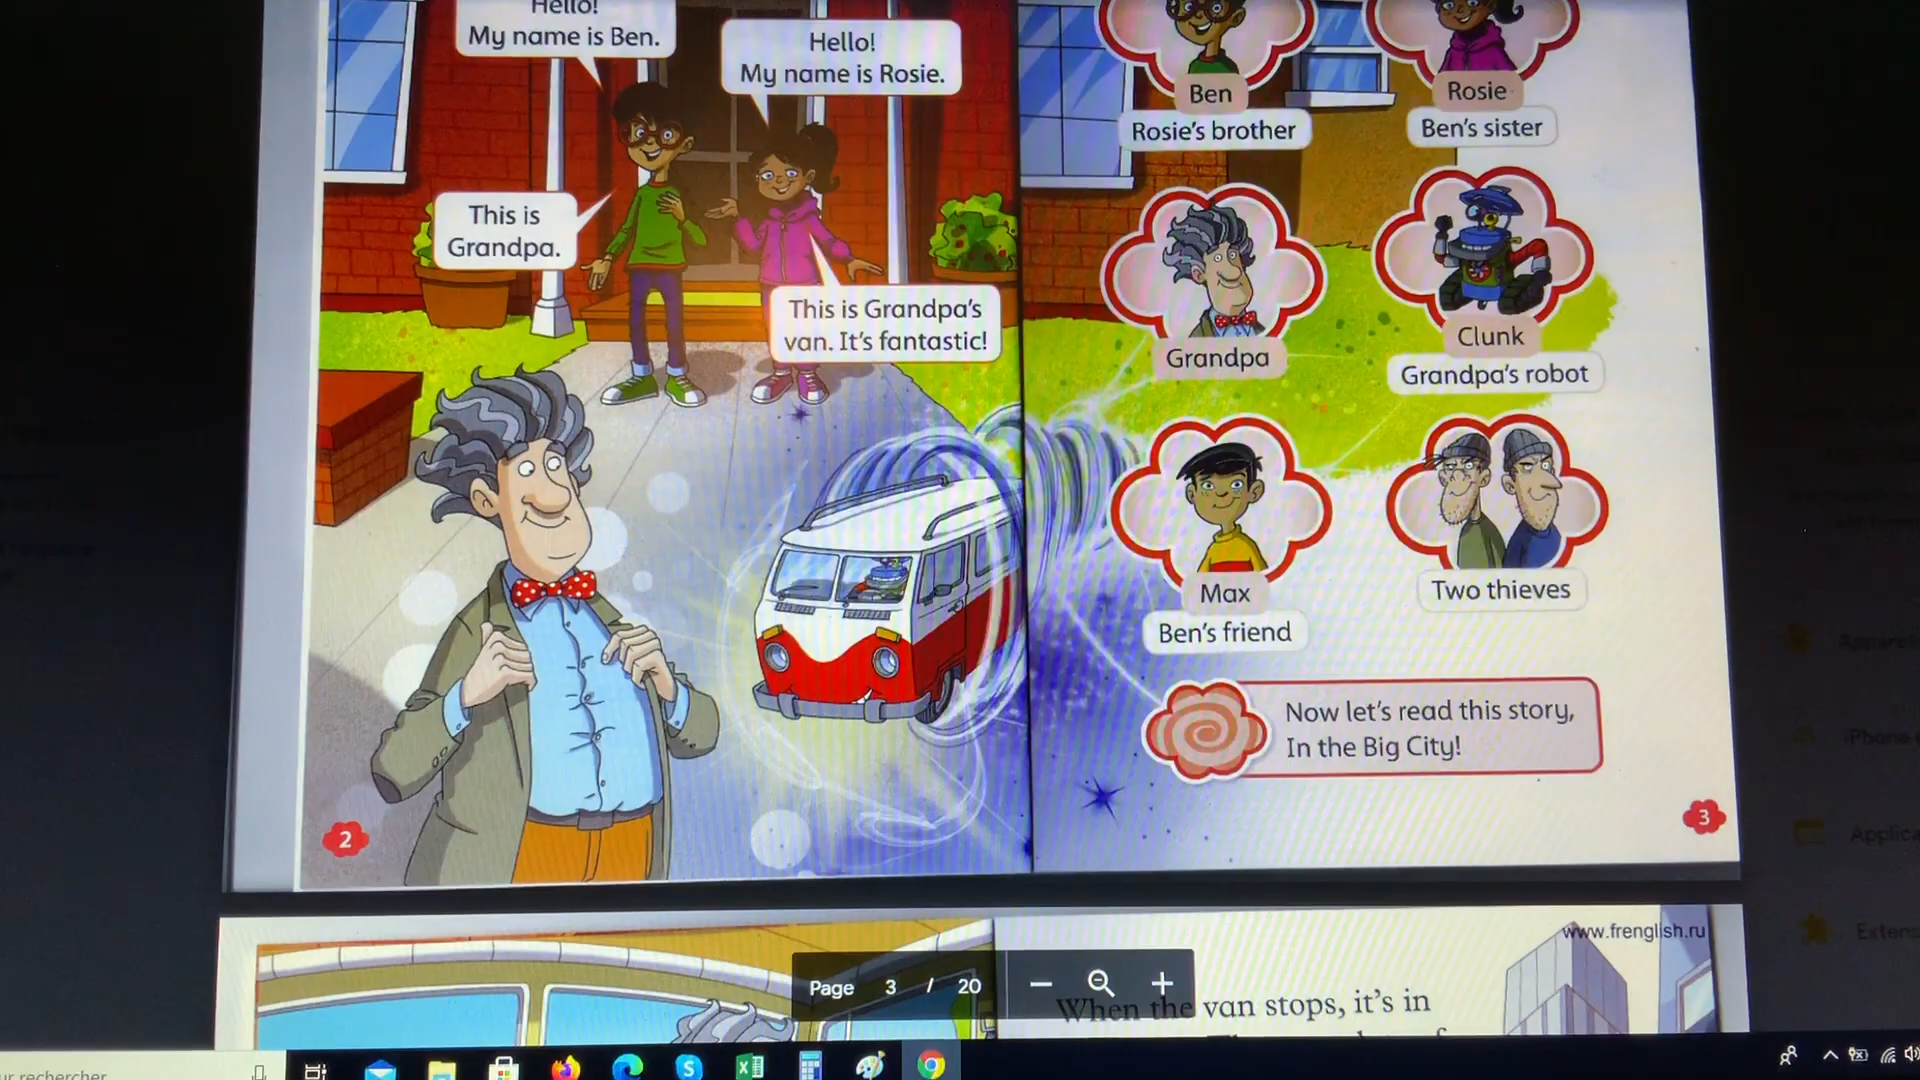 Hello!
My name is Ben.
Hello!
My name is Rosie.
This is
Grandpa.
This is Grandpa's
van. It's fantastic!
2
Ben
Rosie's brother
Rosie
Ben's sister
Grandpa
Clunk
Grandpa's robot
Max
Ben's friend
Two thieves
Now let's read this story,
In the Big City!
3
www.frenglish.ru
Page 3 / 20
When the van stops, it's in
rechercher